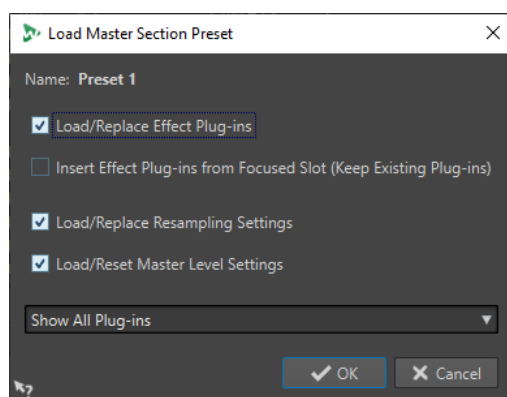 Load Master Section Preset
Name: Preset 1
Load/Replace Effect Plug-ins
Insert Effect Plug-ins from Focused Slot (Keep Existing Plug-ins)
Load/Replace Resampling Settings
Load/Reset Master Level Settings
Show All Plug-ins
OK Cancel